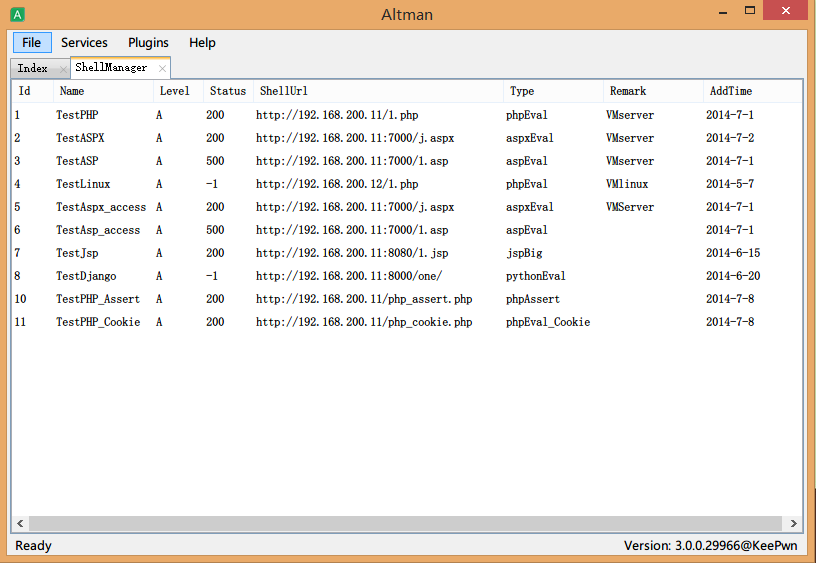 A Altman
File Services Plugins Help
Index ShellManager
Id Name Level Status ShellUrl Type Remark AddTime
1 TestPHP A 200 http://192.168.200.11/1.php phpEval VMserver 2014-7-1
2 TestASPX A 200 http://192.168.200.11:7000/j.aspx aspxEval VMserver 2014-7-2
3 TestASP A 500 http://192.168.200.11:7000/1.asp aspEval VMserver 2014-7-1
4 TestLinux A -1 http://192.168.200.12/1.php phpEval VMlinux 2014-5-7
5 TestAspx_access A 200 http://192.168.200.11:7000/j.aspx aspxEval VMServer 2014-7-1
6 TestAsp_access A 500 http://192.168.200.11:7000/1.asp aspEval 2014-7-1
7 TestJsp A 200 http://192.168.200.11:8080/1.jsp jspBig 2014-6-15
8 TestDjango A -1 http://192.168.200.11:8000/one/ pythonEval 2014-6-20
10 TestPHP_Assert A 200 http://192.168.200.11/php_assert.php phpAssert 2014-7-8
11 TestPHP_Cookie A 200 http://192.168.200.11/php_cookie.php phpEval_Cookie 2014-7-8
Ready Version: 3.0.0.29966@KeePwn